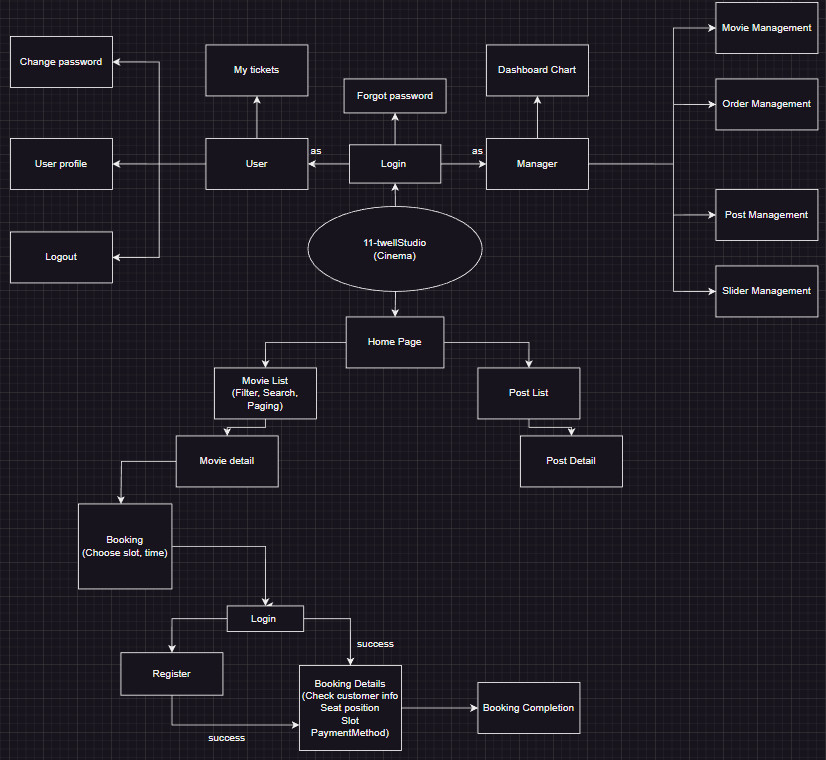 Movie Management
Change password
My tickets
Dashboard Chart
Forgot password
Order Management
as
as
User profile
User
Login
Manager
Post Management
11-twellStudio
(Cinema)
Logout
Slider Management
Home Page
Movie List
(Filter, Search,
Paging)
Post List
Movie detail
Post Detail
Booking
(Choose slot, time)
Login
success
Register
Booking Details
(Check customer info
Seat position
Slot
PaymentMethod)
Booking Completion
success